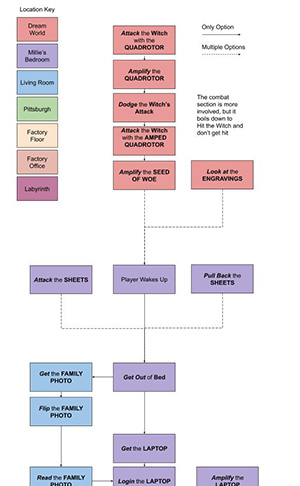 Location Key
Dream
World
Millie's
Bedroom
Living Room
Pittsburgh
Factory
Floor
Factory
Office
Labyrinth
Attack the Witch
with the
QUADROTOR
Amplify the
QUADROTOR
Dodge the Witch's
Attack
Attack the Witch
with the AMPED
QUADROTOR
Amplify the SEED
OF WOE
Look at the
ENGRAVINGS
Only Option
Multiple Options
The combat
section is more
involved, but it
boils down to
Hit the Witch and
don't get hit
Attack the SHEETS
Player Wakes Up
Pull Back the
SHEETS
Get the FAMILY
PHOTO
Get Out of Bed
Flip the FAMILY
PHOTO
Get the LAPTOP
Read the FAMILY
PHOTO
Login the LAPTOP
Amplify the
LAPTOP